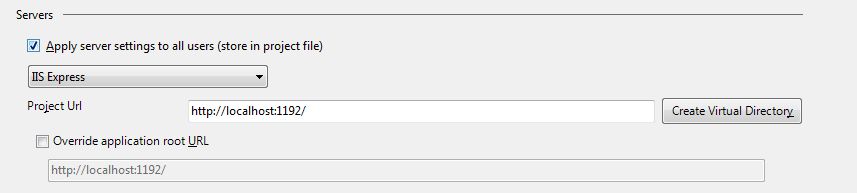 Servers
Apply server settings to all users (store in project file)
IIS Express
Project Url http://localhost:1192/ Create Virtual Directory
Override application root URL
http://localhost:1192/